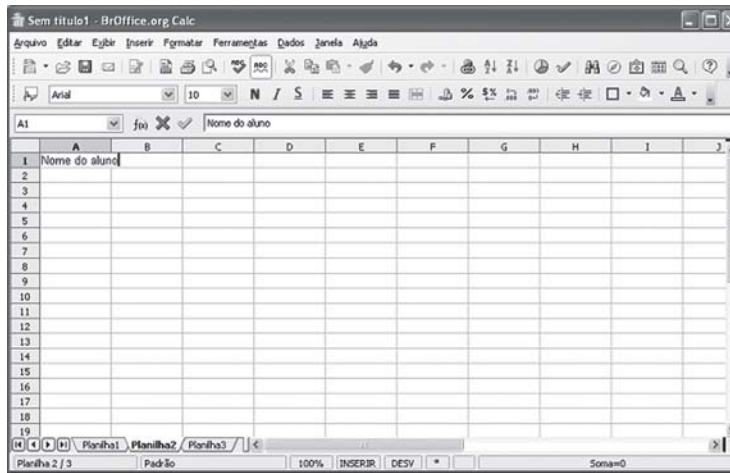 Sem título1 - BrOffice.org Calc
Arquivo Editar Exibir Inserir Formatar Ferramentas Dados Janela Ajuda
Arial 10 N I S
A1 f(x) Nome do aluno
A B C D E F G H I J
1 Nome do aluno
2
3
4
5
6
7
8
9
10
11
12
13
14
15
16
17
18
19
Planilha1 Planilha2 Planilha3
Planilha 2 / 3 Padrão 100% INSERIR DESV * Soma=0